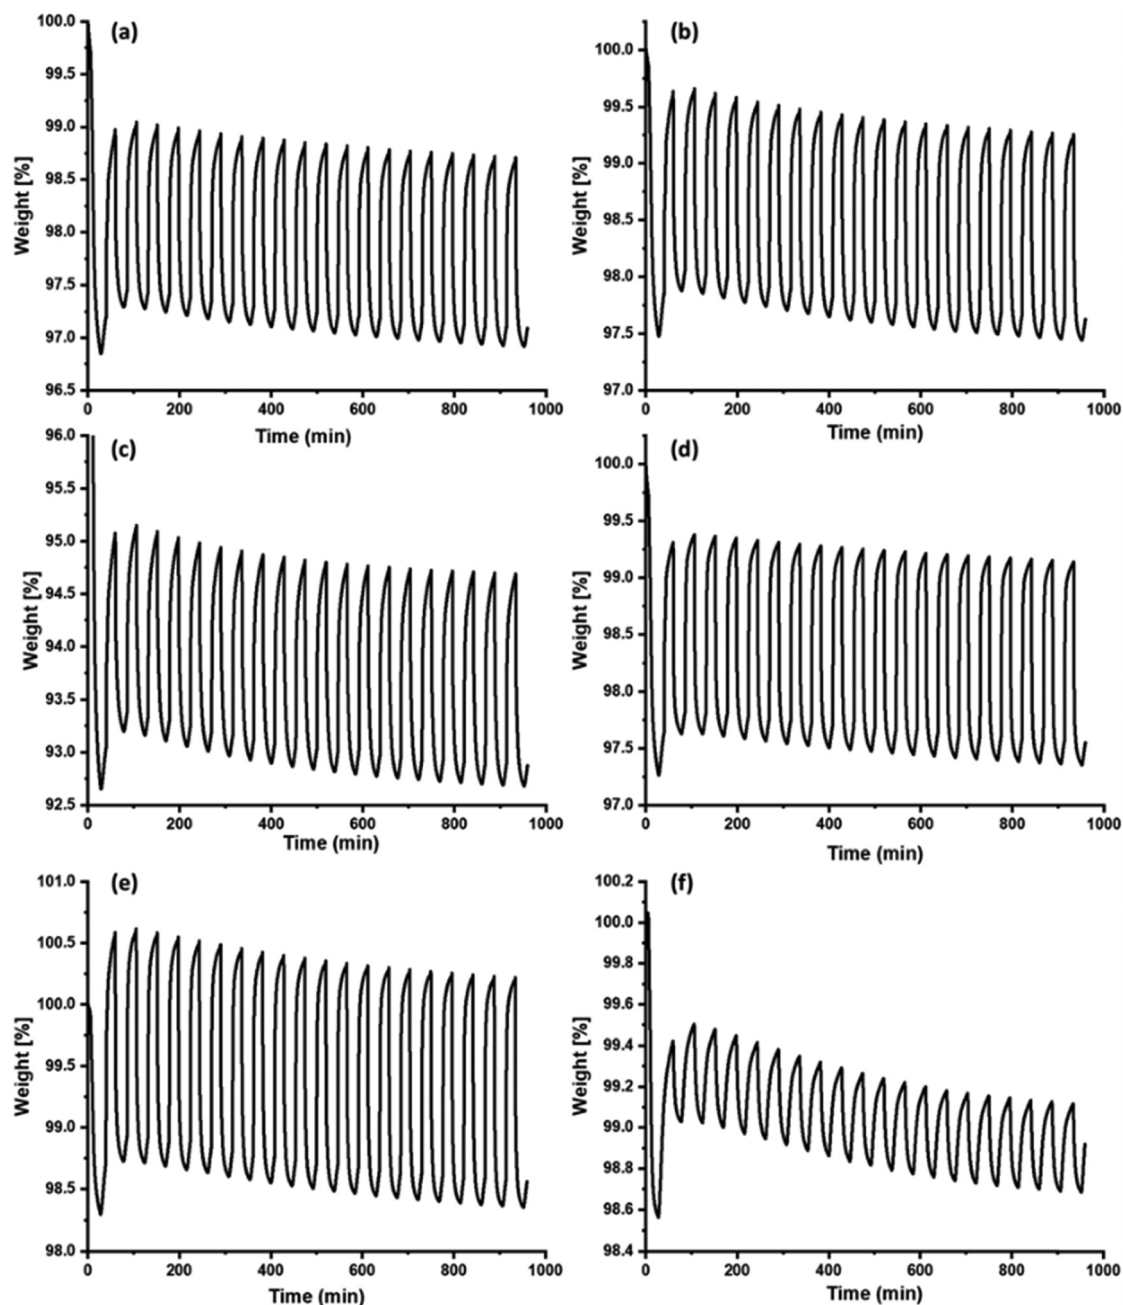 (a)
100.0
99.5
99.0
98.5
98.0
97.5
97.0
96.5
Weight [%]
0 200 400 600 800 1000
Time (min)
(b)
100.0
99.5
99.0
98.5
98.0
97.5
97.0
Weight [%]
0 200 400 600 800 1000
Time (min)
(c)
96.0
95.5
95.0
94.5
94.0
93.5
93.0
92.5
Weight [%]
0 200 400 600 800 1000
Time (min)
(d)
100.0
99.5
99.0
98.5
98.0
97.5
97.0
Weight [%]
0 200 400 600 800 1000
Time (min)
(e)
101.0
100.5
100.0
99.5
99.0
98.5
98.0
Weight [%]
0 200 400 600 800 1000
Time (min)
(f)
100.2
100.0
99.8
99.6
99.4
99.2
99.0
98.8
98.6
98.4
Weight [%]
0 200 400 600 800 1000
Time (min)